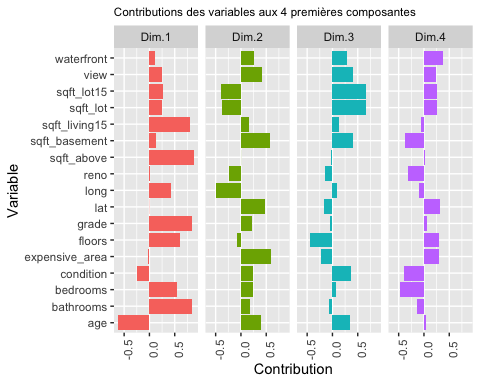 Contributions des variables aux 4 premières composantes
Dim.1 Dim.2 Dim.3 Dim.4
Variable
waterfront
view
sqft_lot15
sqft_lot
sqft_living15
sqft_basement
sqft_above
reno
long
lat
grade
floors
expensive_area
condition
bedrooms
bathrooms
age
-0.5 0.0 0.5 -0.5 0.0 0.5 -0.5 0.0 0.5 -0.5 0.0 0.5
Contribution